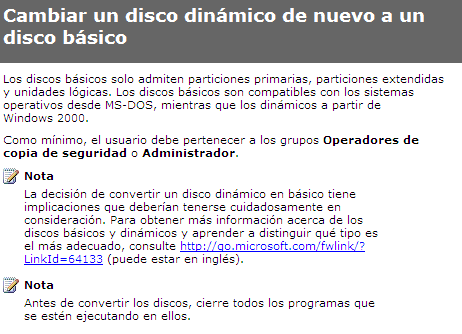 Cambiar un disco dinámico de nuevo a un
disco básico
Los discos básicos solo admiten particiones primarias, particiones extendidas
y unidades lógicas. Los discos básicos son compatibles con los sistemas
operativos desde MS-DOS, mientras que los dinámicos a partir de
Windows 2000.
Como mínimo, el usuario debe pertenecer a los grupos Operadores de
copia de seguridad o Administrador.
Nota
La decisión de convertir un disco dinámico en básico tiene
implicaciones que deberían tenerse cuidadosamente en
consideración. Para obtener más información acerca de los
discos básicos y dinámicos y aprender a distinguir qué tipo es
el más adecuado, consulte http://go.microsoft.com/fwlink/?
LinkId=64133 (puede estar en inglés).
Nota
Antes de convertir los discos, cierre todos los programas que
se estén ejecutando en ellos.